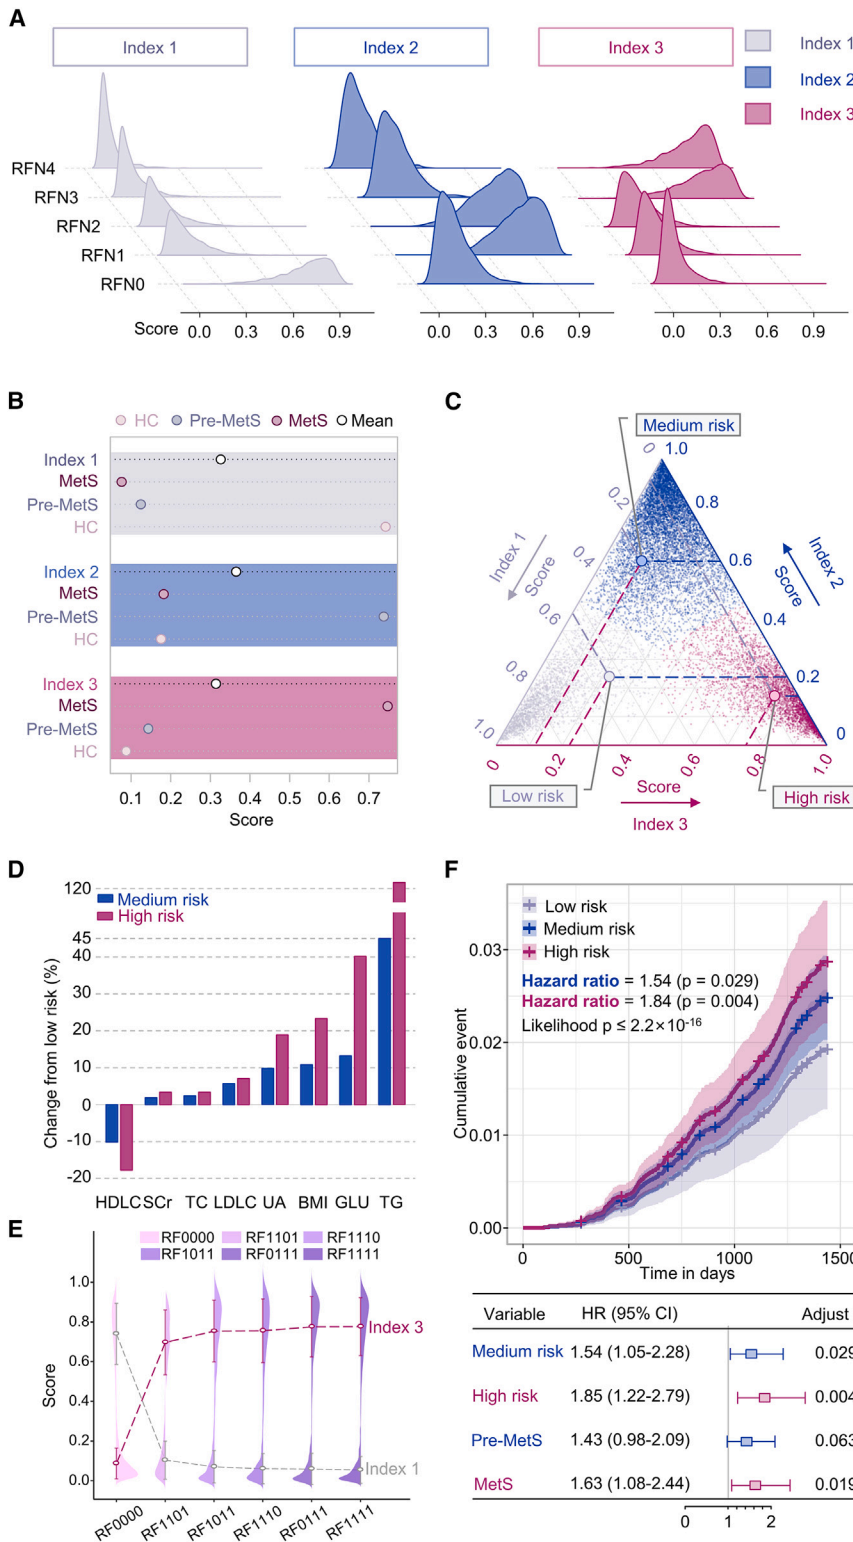 A
Index 1
Index 2
Index 3
Index 1
Index 2
Index 3
RFN4
RFN3
RFN2
RFN1
RFN0
Score
0.0 0.3 0.6 0.9
0.0 0.3 0.6 0.9
0.0 0.3 0.6 0.9
B
HC Pre-MetS MetS Mean
Index 1
MetS
Pre-MetS
HC
Index 2
MetS
Pre-MetS
HC
Index 3
MetS
Pre-MetS
HC
0.1 0.2 0.3 0.4 0.5 0.6 0.7
Score
C
Medium risk
0 0.2 0.4 0.6 0.8 1.0
Index 1
Score
1.0 0.8 0.6 0.4 0.2 0
Index 2
Score
0 0.2 0.4 0.6 0.8 1.0
Score
Index 3
Low risk
High risk
D
Medium risk
High risk
Change from low risk (%)
120
45
40
30
20
10
0
-10
-20
HDLC SCr TC LDLC UA BMI GLU TG
E
RF0000 RF1101 RF1110
RF1011 RF0111 RF1111
Score
1.0
0.8
0.6
0.4
0.2
0.0
Index 3
Index 1
RF0000 RF1101 RF1011 RF1110 RF0111 RF1111
F
Low risk
Medium risk
High risk
Hazard ratio = 1.54 (p = 0.029)
Hazard ratio = 1.84 (p = 0.004)
Likelihood p ≤ 2.2×10⁻¹⁶
Cumulative event
0.03
0.02
0.01
0.00
0 500 1000 1500
Time in days
Variable HR (95% CI) Adjust
Medium risk 1.54 (1.05-2.28) 0.029
High risk 1.85 (1.22-2.79) 0.004
Pre-MetS 1.43 (0.98-2.09) 0.063
MetS 1.63 (1.08-2.44) 0.019
0 1 2